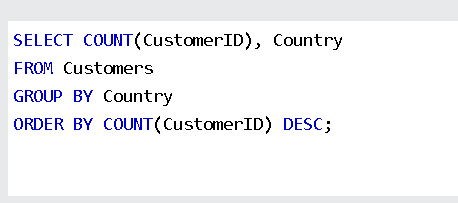 SELECT COUNT(CustomerID), Country
FROM Customers
GROUP BY Country
ORDER BY COUNT(CustomerID) DESC;